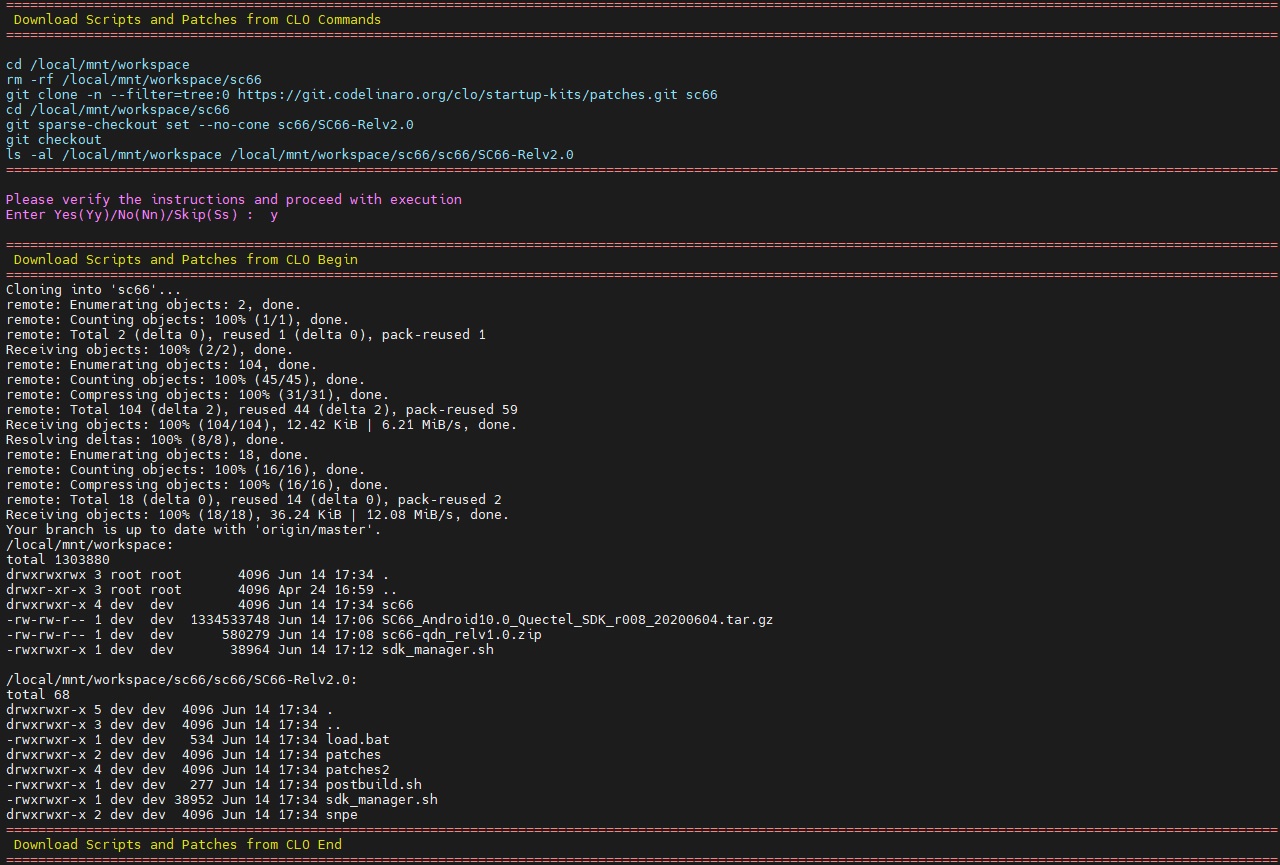 ================================================================================
Download Scripts and Patches from CLO Commands
================================================================================
cd /local/mnt/workspace
rm -rf /local/mnt/workspace/sc66
git clone -n --filter=tree:0 https://git.codelinaro.org/clo/startup-kits/patches.git sc66
cd /local/mnt/workspace/sc66
git sparse-checkout set --no-cone sc66/SC66-Relv2.0
git checkout
ls -al /local/mnt/workspace /local/mnt/workspace/sc66/sc66/SC66-Relv2.0
================================================================================
Please verify the instructions and proceed with execution
Enter Yes(Yy)/No(Nn)/Skip(Ss) :  y
================================================================================
Download Scripts and Patches from CLO Begin
================================================================================
Cloning into 'sc66'...
remote: Enumerating objects: 2, done.
remote: Counting objects: 100% (1/1), done.
remote: Total 2 (delta 0), reused 1 (delta 0), pack-reused 1
Receiving objects: 100% (2/2), done.
remote: Enumerating objects: 104, done.
remote: Counting objects: 100% (45/45), done.
remote: Compressing objects: 100% (31/31), done.
remote: Total 104 (delta 2), reused 44 (delta 2), pack-reused 59
Receiving objects: 100% (104/104), 12.42 KiB | 6.21 MiB/s, done.
Resolving deltas: 100% (8/8), done.
remote: Enumerating objects: 18, done.
remote: Counting objects: 100% (16/16), done.
remote: Compressing objects: 100% (16/16), done.
remote: Total 18 (delta 0), reused 14 (delta 0), pack-reused 2
Receiving objects: 100% (18/18), 36.24 KiB | 12.08 MiB/s, done.
Your branch is up to date with 'origin/master'.
/local/mnt/workspace:
total 1303880
drwxrwxrwx 3 root root       4096 Jun 14 17:34 .
drwxr-xr-x 3 root root       4096 Apr 24 16:59 ..
drwxrwxr-x 4 dev  dev        4096 Jun 14 17:34 sc66
-rw-rw-r-- 1 dev  dev  1334533748 Jun 14 17:06 SC66_Android10.0_Quectel_SDK_r008_20200604.tar.gz
-rw-rw-r-- 1 dev  dev      580279 Jun 14 17:08 sc66-qdn_relv1.0.zip
-rwxrwxr-x 1 dev  dev       38964 Jun 14 17:12 sdk_manager.sh
/local/mnt/workspace/sc66/sc66/SC66-Relv2.0:
total 68
drwxrwxr-x 5 dev dev  4096 Jun 14 17:34 .
drwxrwxr-x 3 dev dev  4096 Jun 14 17:34 ..
-rwxrwxr-x 1 dev dev   534 Jun 14 17:34 load.bat
drwxrwxr-x 2 dev dev  4096 Jun 14 17:34 patches
drwxrwxr-x 4 dev dev  4096 Jun 14 17:34 patches2
-rwxrwxr-x 1 dev dev   277 Jun 14 17:34 postbuild.sh
-rwxrwxr-x 1 dev dev 38952 Jun 14 17:34 sdk_manager.sh
drwxrwxr-x 2 dev dev  4096 Jun 14 17:34 snpe
================================================================================
Download Scripts and Patches from CLO End
================================================================================